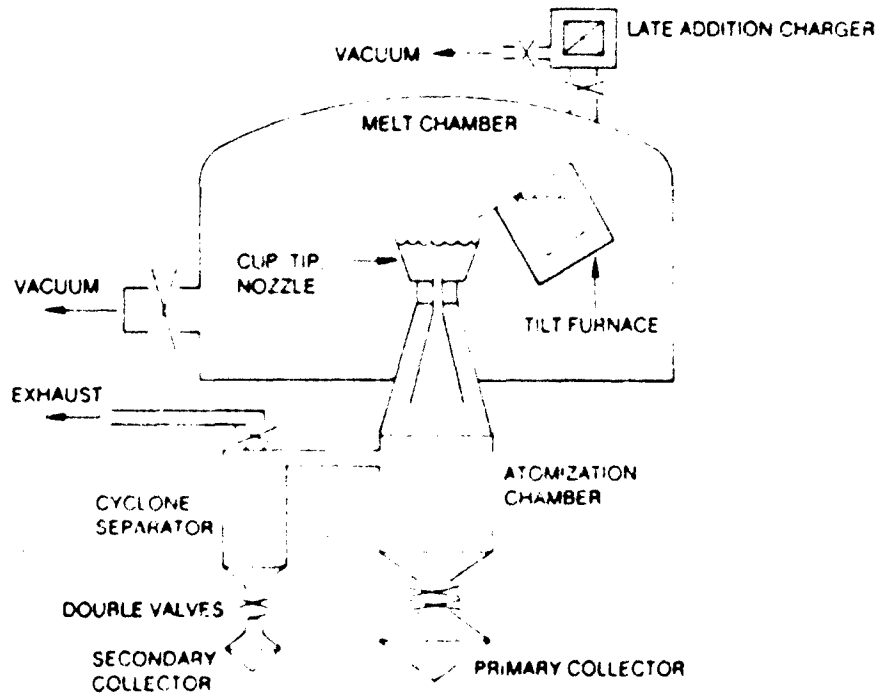 LATE ADDITION CHARGER
VACUUM
MELT CHAMBER
CUP TIP
NOZZLE
VACUUM
TILT FURNACE
EXHAUST
ATOMIZATION
CHAMBER
CYCLONE
SEPARATOR
DOUBLE VALVES
SECONDARY
COLLECTOR
PRIMARY COLLECTOR